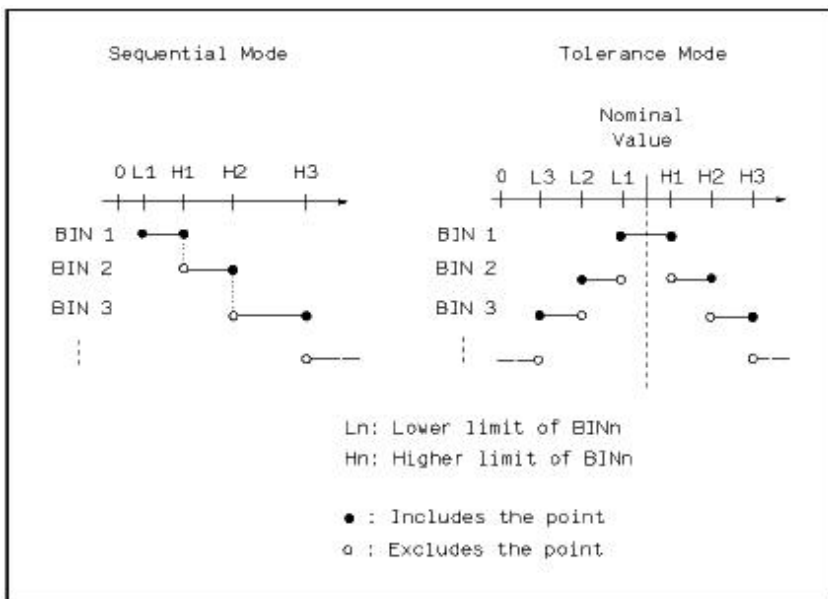 Sequential Mode
Tolerance Mode
Nominal
Value
0 L1 H1 H2 H3
0 L3 L2 L1 H1 H2 H3
BIN 1
BIN 1
BIN 2
BIN 2
BIN 3
BIN 3
Ln: Lower limit of BINn
Hn: Higher limit of BINn
● : Includes the point
○ : Excludes the point